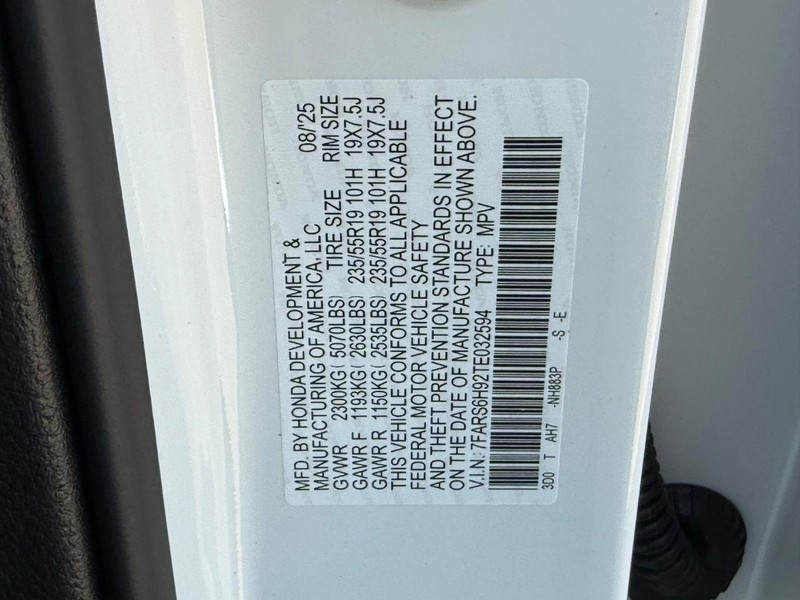 MFD. BY HONDA DEVELOPMENT &
MANUFACTURING OF AMERICA, LLC 08/'25
GVWR 2300KG( 5070LBS) TIRE SIZE RIM SIZE
GAWR F 1193KG( 2630LBS) 235/55R19 101H 19X7.5J
GAWR R 1150KG( 2535LBS) 235/55R19 101H 19X7.5J
THIS VEHICLE CONFORMS TO ALL APPLICABLE
FEDERAL MOTOR VEHICLE SAFETY
AND THEFT PREVENTION STANDARDS IN EFFECT
ON THE DATE OF MANUFACTURE SHOWN ABOVE.
V.I.N: 7FARS6H92TE032594 TYPE: MPV
3D0 T AH7 -NH883P -S -E